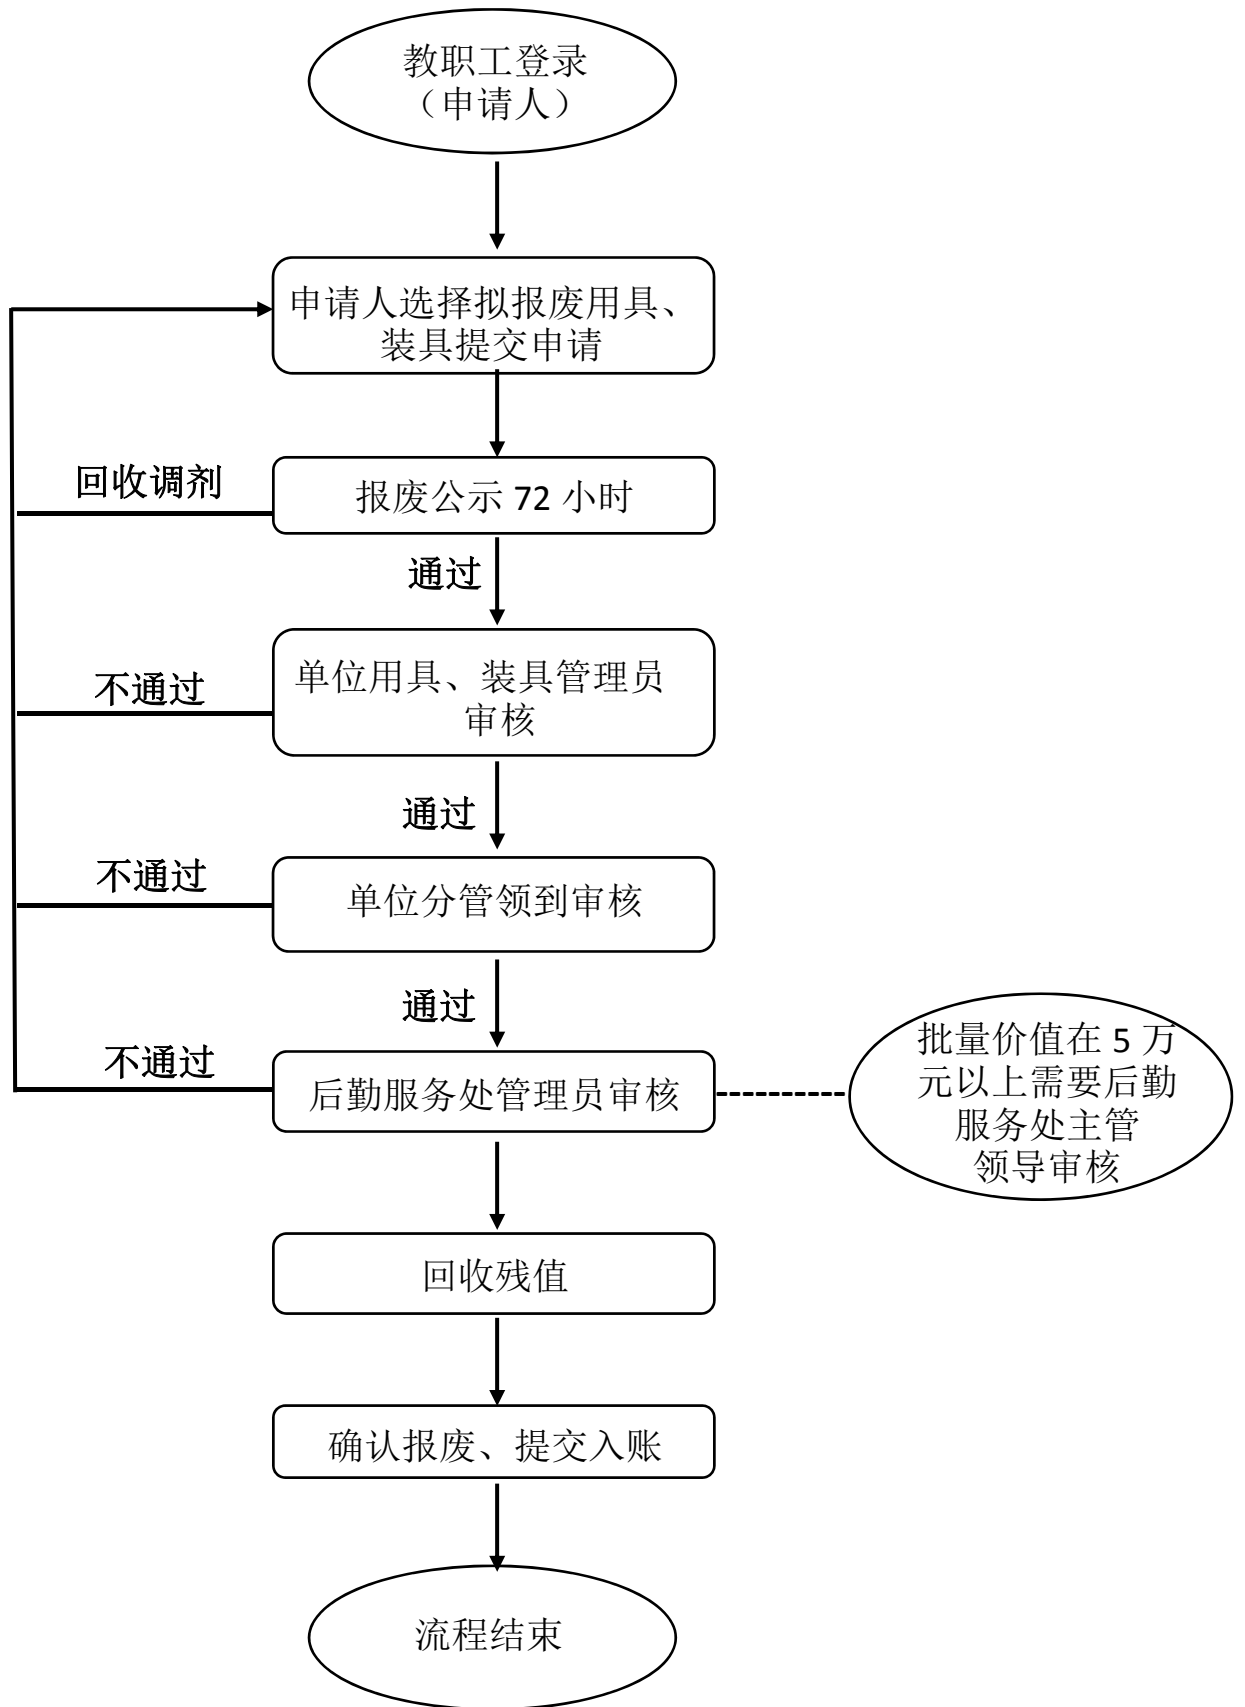 教职工登录
（申请人）
申请人选择拟报废用具、
装具提交申请
回收调剂
报废公示 72 小时
通过
不通过
单位用具、装具管理员
审核
通过
不通过
单位分管领到审核
通过
不通过
后勤服务处管理员审核
批量价值在 5 万
元以上需要后勤
服务处主管
领导审核
回收残值
确认报废、提交入账
流程结束